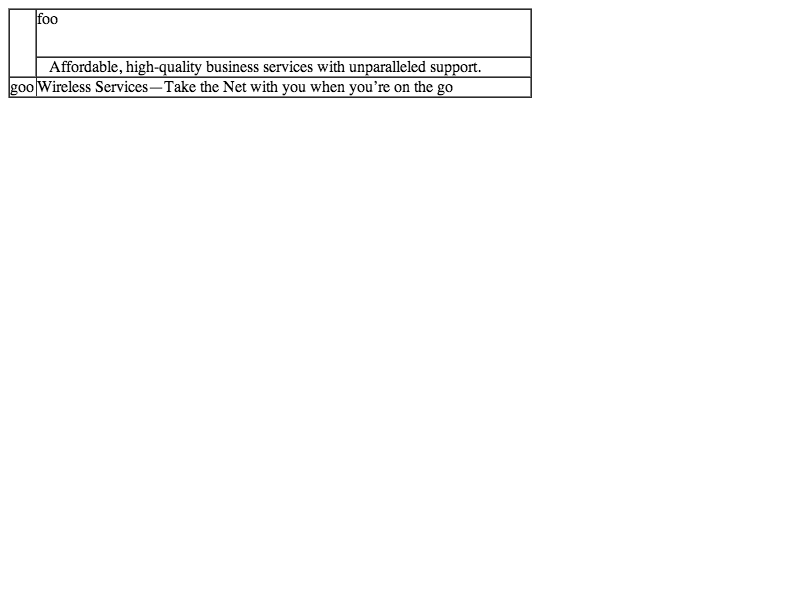 foo
Affordable, high-quality business services with unparalleled support.
goo Wireless Services—Take the Net with you when you’re on the go